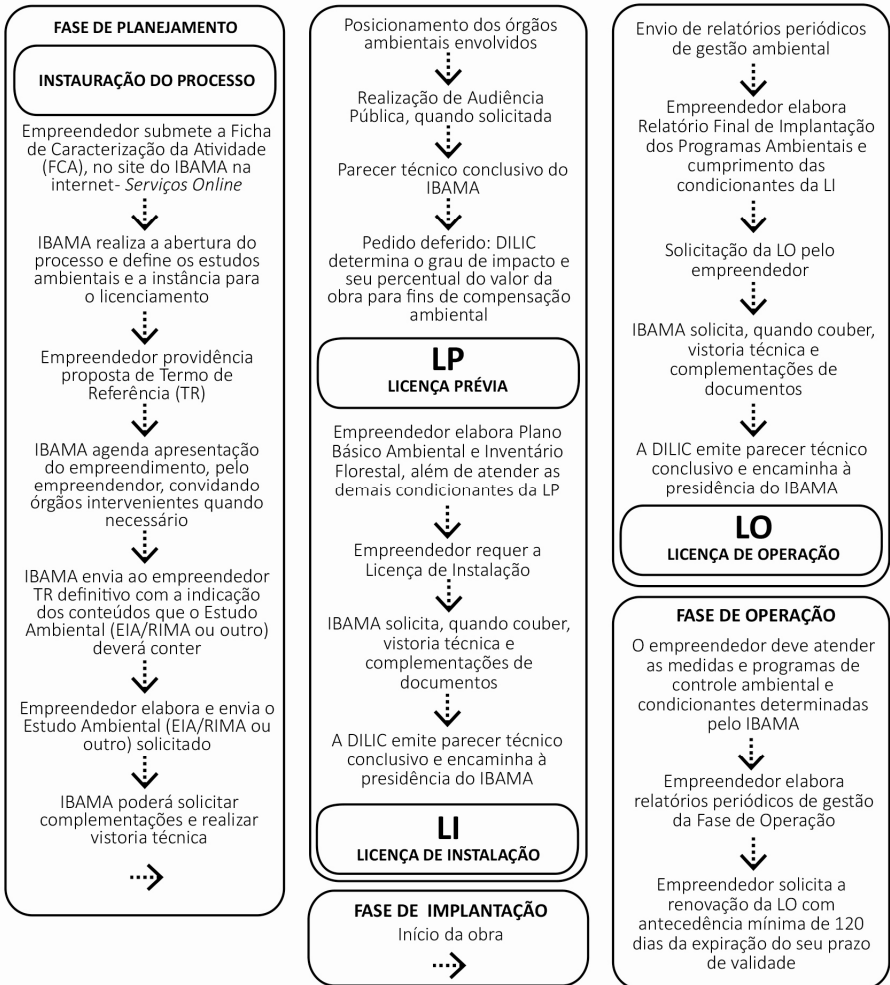 FASE DE PLANEJAMENTO
INSTAURAÇÃO DO PROCESSO
Empreendedor submete a Ficha
de Caracterização da Atividade
(FCA), no site do IBAMA na
internet- Serviços Online
IBAMA realiza a abertura do
processo e define os estudos
ambientais e a instância para
o licenciamento
Empreendedor providência
proposta de Termo de
Referência (TR)
IBAMA agenda apresentação
do empreendimento, pelo
empreendendor, convidando
órgãos intervenientes quando
necessário
IBAMA envia ao empreendedor
TR definitivo com a indicação
dos conteúdos que o Estudo
Ambiental (EIA/RIMA ou outro)
deverá conter
Empreendedor elabora e envia o
Estudo Ambiental (EIA/RIMA ou
outro) solicitado
IBAMA poderá solicitar
complementações e realizar
vistoria técnica
Posicionamento dos órgãos
ambientais envolvidos
Realização de Audiência
Pública, quando solicitada
Parecer técnico conclusivo do
IBAMA
Pedido deferido: DILIC
determina o grau de impacto e
seu percentual do valor da
obra para fins de compensação
ambiental
LP
LICENÇA PRÉVIA
Empreendedor elabora Plano
Básico Ambiental e Inventário
Florestal, além de atender as
demais condicionantes da LP
Empreendedor requer a
Licença de Instalação
IBAMA solicita, quando couber,
vistoria técnica e
complementações de
documentos
A DILIC emite parecer técnico
conclusivo e encaminha à
presidência do IBAMA
LI
LICENÇA DE INSTALAÇÃO
FASE DE IMPLANTAÇÃO
Início da obra
Envio de relatórios periódicos
de gestão ambiental
Empreendedor elabora
Relatório Final de Implantação
dos Programas Ambientais e
cumprimento das
condicionantes da LI
Solicitação da LO pelo
empreendedor
IBAMA solicita, quando couber,
vistoria técnica e
complementações de
documentos
A DILIC emite parecer técnico
conclusivo e encaminha à
presidência do IBAMA
LO
LICENÇA DE OPERAÇÃO
FASE DE OPERAÇÃO
O empreendedor deve atender
as medidas e programas de
controle ambiental e
condicionantes determinadas
pelo IBAMA
Empreendedor elabora
relatórios periódicos de gestão
da Fase de Operação
Empreendedor solicita a
renovação da LO com
antecedência mínima de 120
dias da expiração do seu prazo
de validade